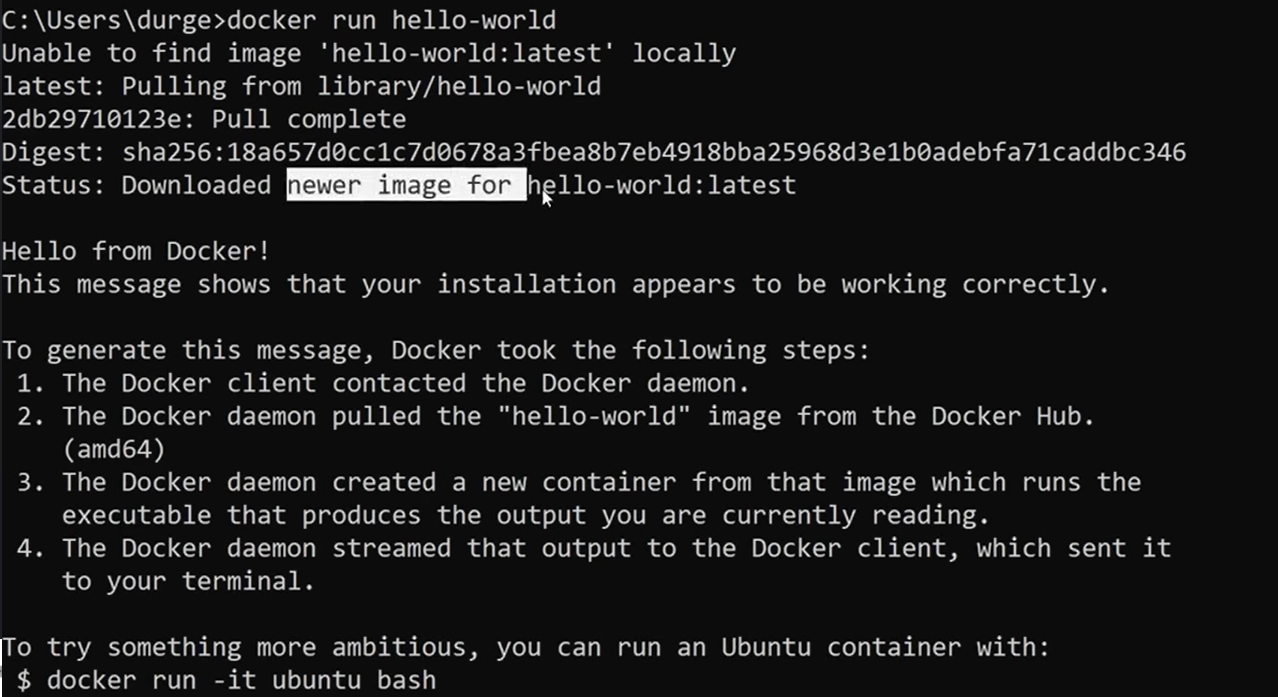 C:\Users\durge>docker run hello-world
Unable to find image 'hello-world:latest' locally
latest: Pulling from library/hello-world
2db29710123e: Pull complete
Digest: sha256:18a657d0cc1c7d0678a3fbea8b7eb4918bba25968d3e1b0adebfa71caddbc346
Status: Downloaded newer image for hello-world:latest
Hello from Docker!
This message shows that your installation appears to be working correctly.
To generate this message, Docker took the following steps:
1. The Docker client contacted the Docker daemon.
2. The Docker daemon pulled the "hello-world" image from the Docker Hub.
(amd64)
3. The Docker daemon created a new container from that image which runs the
executable that produces the output you are currently reading.
4. The Docker daemon streamed that output to the Docker client, which sent it
to your terminal.
To try something more ambitious, you can run an Ubuntu container with:
$ docker run -it ubuntu bash